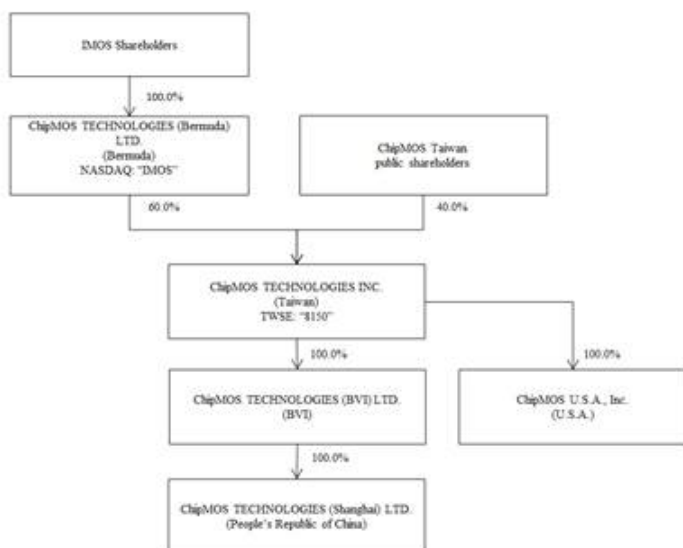 IMOS Shareholders
100.0%
ChipMOS TECHNOLOGIES (Bermuda)
LTD.
(Bermuda)
NASDAQ: “IMOS”
ChipMOS Taiwan
public shareholders
60.0%
40.0%
ChipMOS TECHNOLOGIES INC.
(Taiwan)
TWSE: “8150”
100.0%
100.0%
ChipMOS TECHNOLOGIES (BVI) LTD.
(BVI)
ChipMOS U.S.A., Inc.
(U.S.A.)
100.0%
ChipMOS TECHNOLOGIES (Shanghai) LTD.
(People’s Republic of China)